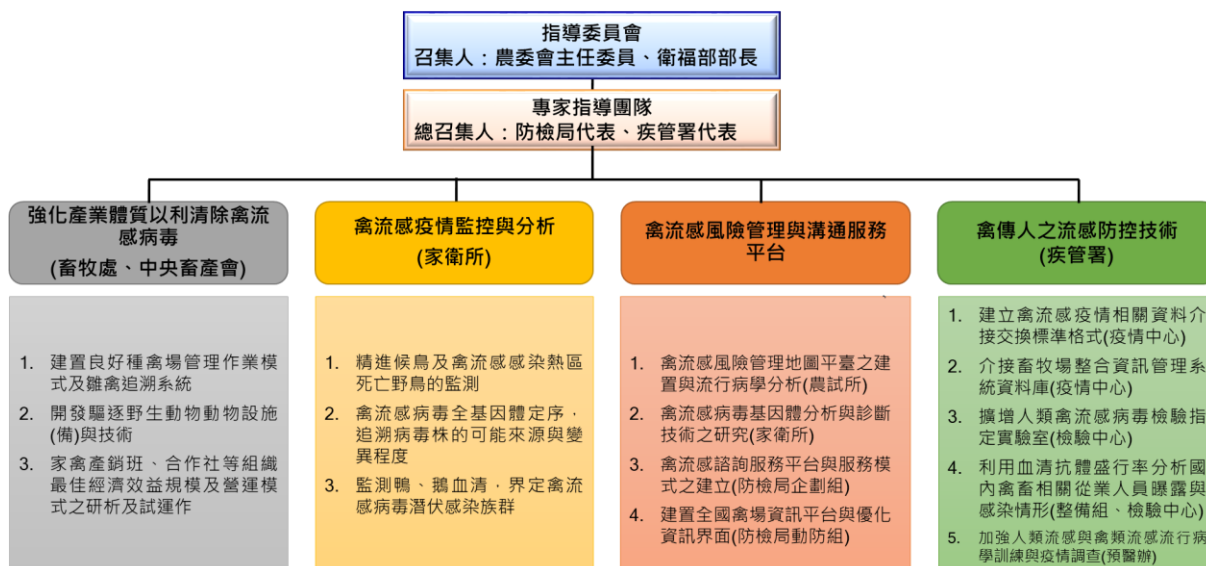 指導委員會
召集人：農委會主任委員、衛福部部長
專家指導團隊
總召集人：防檢局代表、疾管署代表
強化產業體質以利清除禽流
感病毒
(畜牧處、中央畜產會)
1. 建置良好種禽場管理作業模
式及雛禽追溯系統
2. 開發驅逐野生動物動物設施
(備)與技術
3. 家禽產銷班、合作社等組織
最佳經濟效益規模及營運模
式之研析及試運作
禽流感疫情監控與分析
(家衛所)
1. 精進候鳥及禽流感感染熱區
死亡野鳥的監測
2. 禽流感病毒全基因體定序，
追溯病毒株的可能來源與變
異程度
3. 監測鴨、鵝血清，界定禽流
感病毒潛伏感染族群
禽流感風險管理與溝通服務
平台
1. 禽流感風險管理地圖平臺之建
置與流行病學分析(農試所)
2. 禽流感病毒基因體分析與診斷
技術之研究(家衛所)
3. 禽流感諮詢服務平台與服務模
式之建立(防檢局企劃組)
4. 建置全國禽場資訊平台與優化
資訊界面(防檢局動防組)
禽傳人之流感防控技術
(疾管署)
1. 建立禽流感疫情相關資料介
接交換標準格式(疫情中心)
2. 介接畜牧場整合資訊管理系
統資料庫(疫情中心)
3. 擴增人類禽流感病毒檢驗指
定實驗室(檢驗中心)
4. 利用血清抗體盛行率分析國
內禽畜相關從業人員曝露與
感染情形(整備組、檢驗中心)
5. 加強人類流感與禽類流感流行病
學訓練與疫情調查(預醫辦)